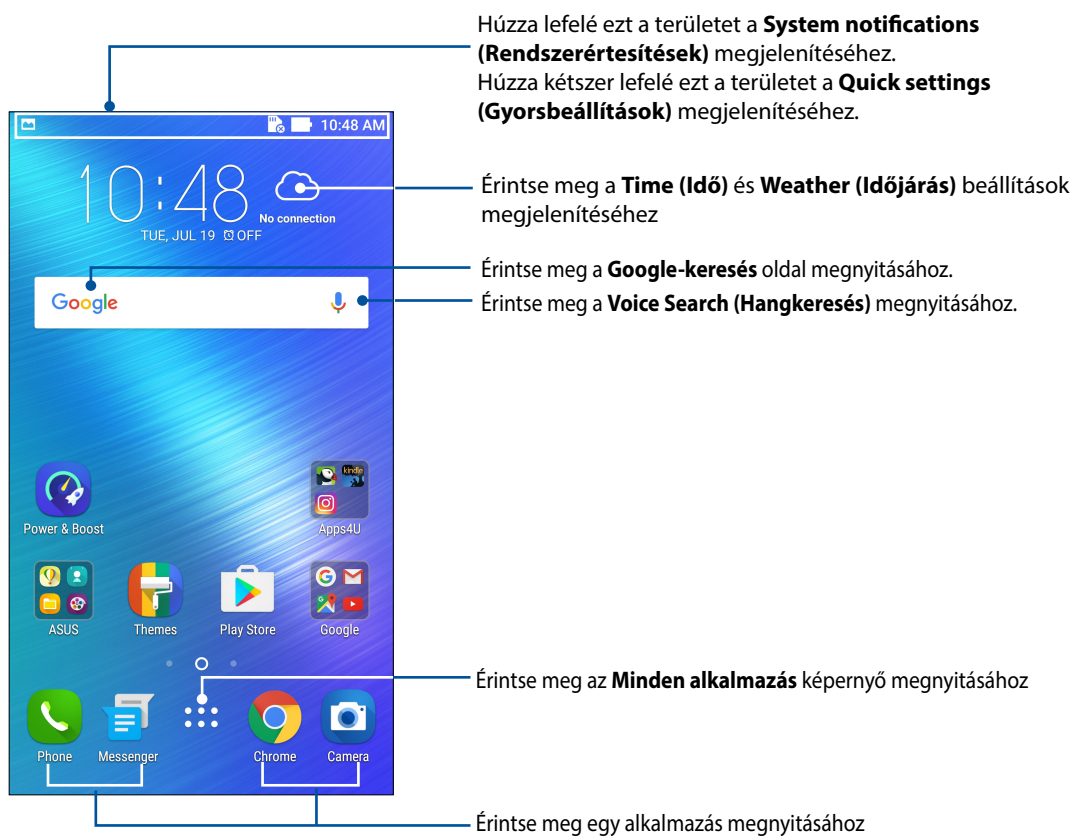 Húzza lefelé ezt a területet a System notifications
(Rendszerértesítések) megjelenítéséhez.
Húzza kétszer lefelé ezt a területet a Quick settings
(Gyorsbeállítások) megjelenítéséhez.
10:48 AM
10:48
No connection
TUE, JUL 19 OFF
Érintse meg a Time (Idő) és Weather (Időjárás) beállítások
megjelenítéséhez
Érintse meg a Google-keresés oldal megnyitásához.
Google
Érintse meg a Voice Search (Hangkeresés) megnyitásához.
kindle
Power & Boost
Apps4U
ASUS
Themes
Play Store
Google
Érintse meg az Minden alkalmazás képernyő megnyitásához
Phone
Messenger
Chrome
Camera
Érintse meg egy alkalmazás megnyitásához